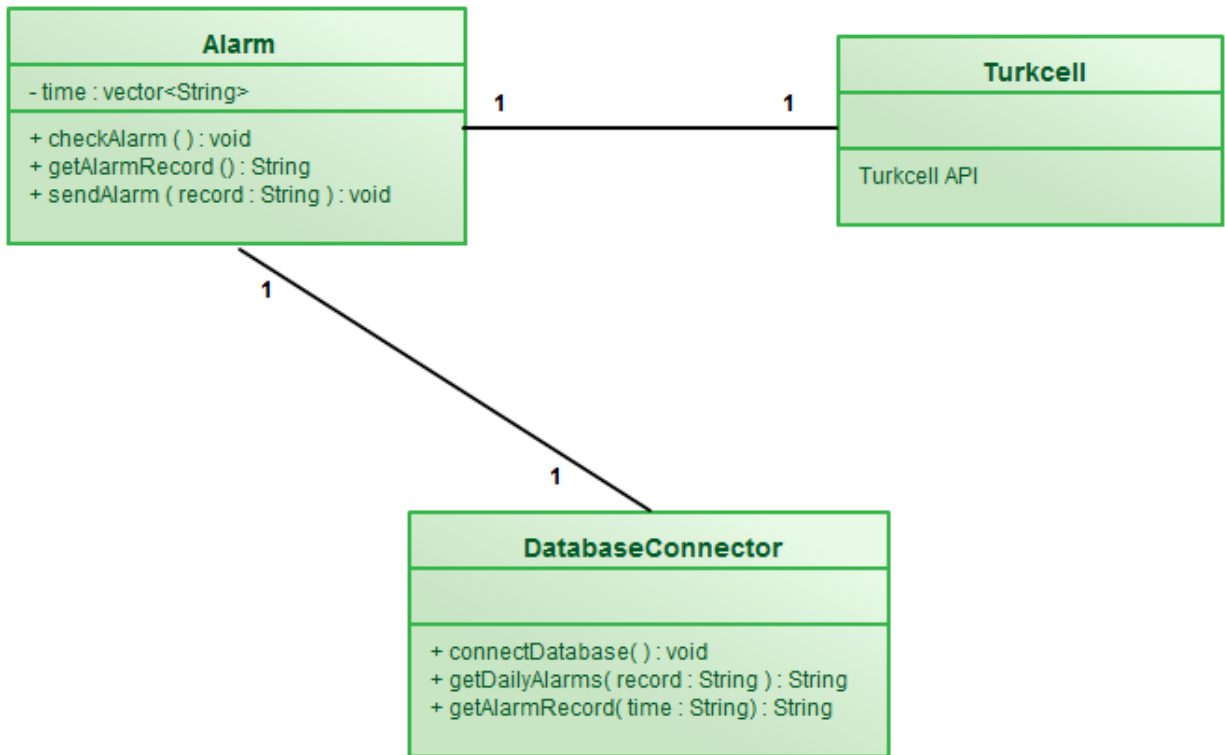 Alarm
- time : vector<String>
+ checkAlarm ( ) : void
+ getAlarmRecord () : String
+ sendAlarm ( record : String ) : void
1
1
Turkcell
Turkcell API
1
1
DatabaseConnector
+ connectDatabase( ) : void
+ getDailyAlarms( record : String ) : String
+ getAlarmRecord( time : String) : String